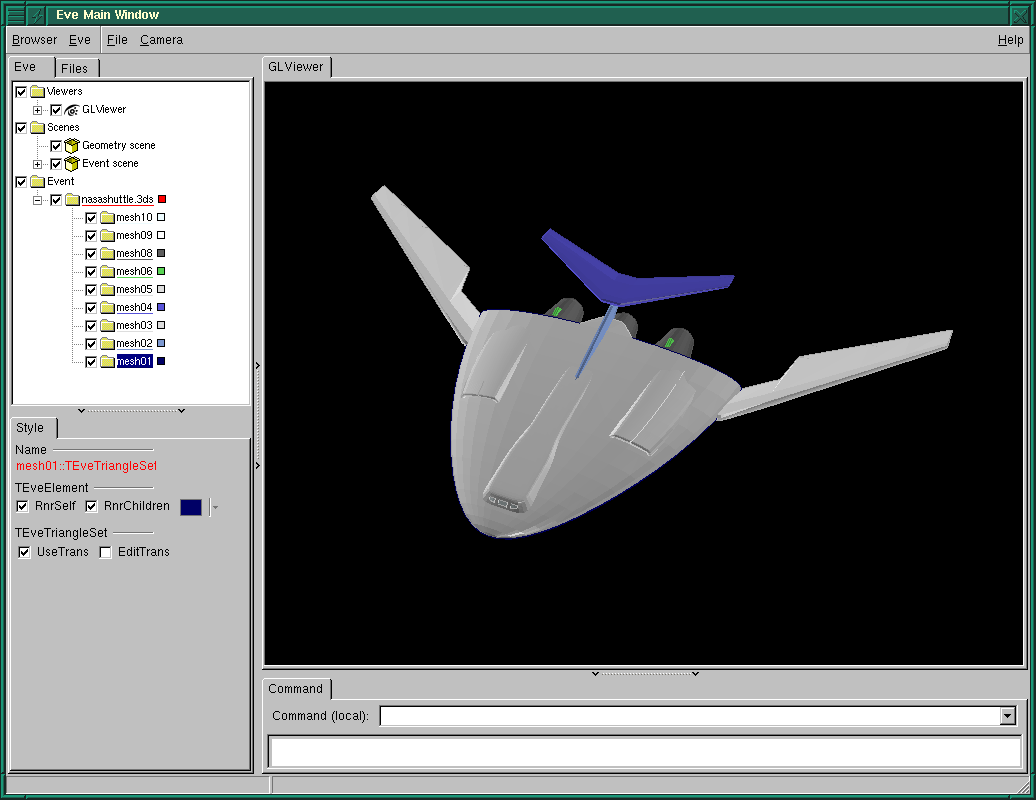 Eve Main Window
Browser Eve File Camera Help
Eve Files
GLViewer
Viewers
GLViewer
Scenes
Geometry scene
Event scene
Event
nasashuttle.3ds
mesh10
mesh09
mesh08
mesh06
mesh05
mesh04
mesh03
mesh02
mesh01
Style
Name
mesh01::TEveTriangleSet
TEveElement
RnrSelf RnrChildren
TEveTriangleSet
UseTrans EditTrans
Command
Command (local):